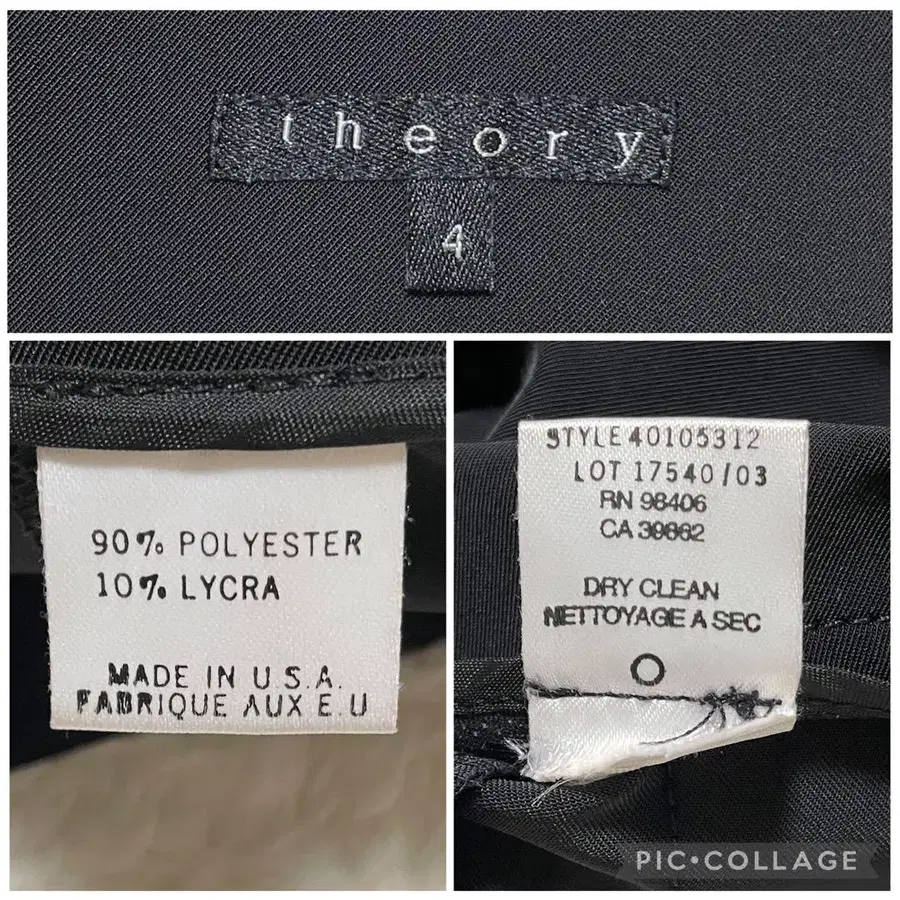 theory
4
90% POLYESTER
10% LYCRA
MADE IN U.S.A.
FABRIQUE AUX E.U
STYLE 40105312
LOT 17540/03
RN 98406
CA 39862
DRY CLEAN
NETTOYAGE A SEC
PIC•COLLAGE